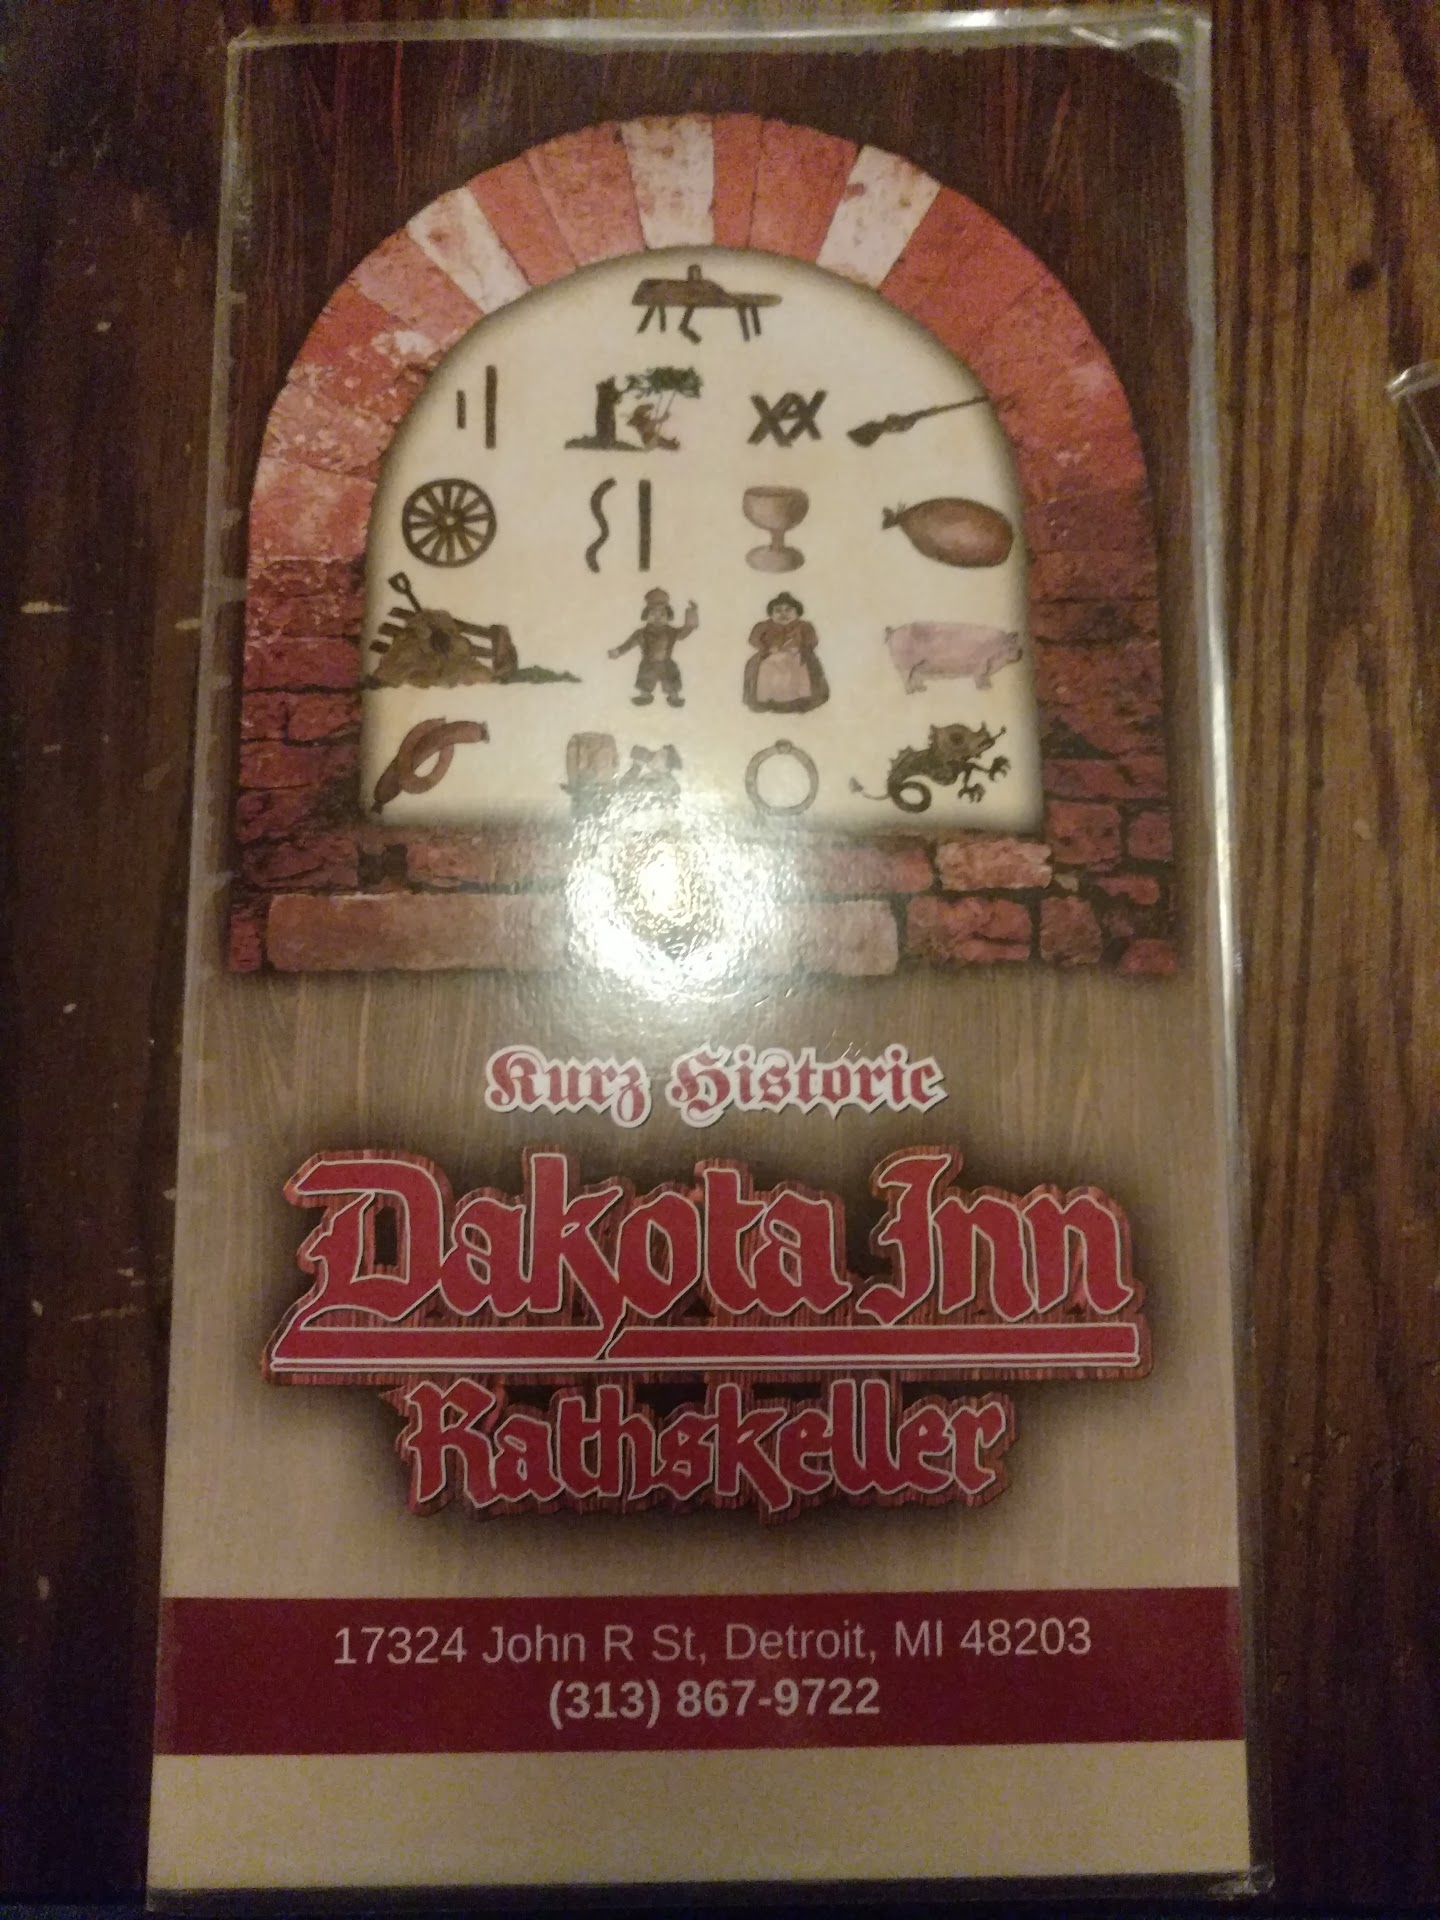 Kurz Historic
Dakota Inn
Rathskeller
17324 John R St, Detroit, MI 48203
(313) 867-9722